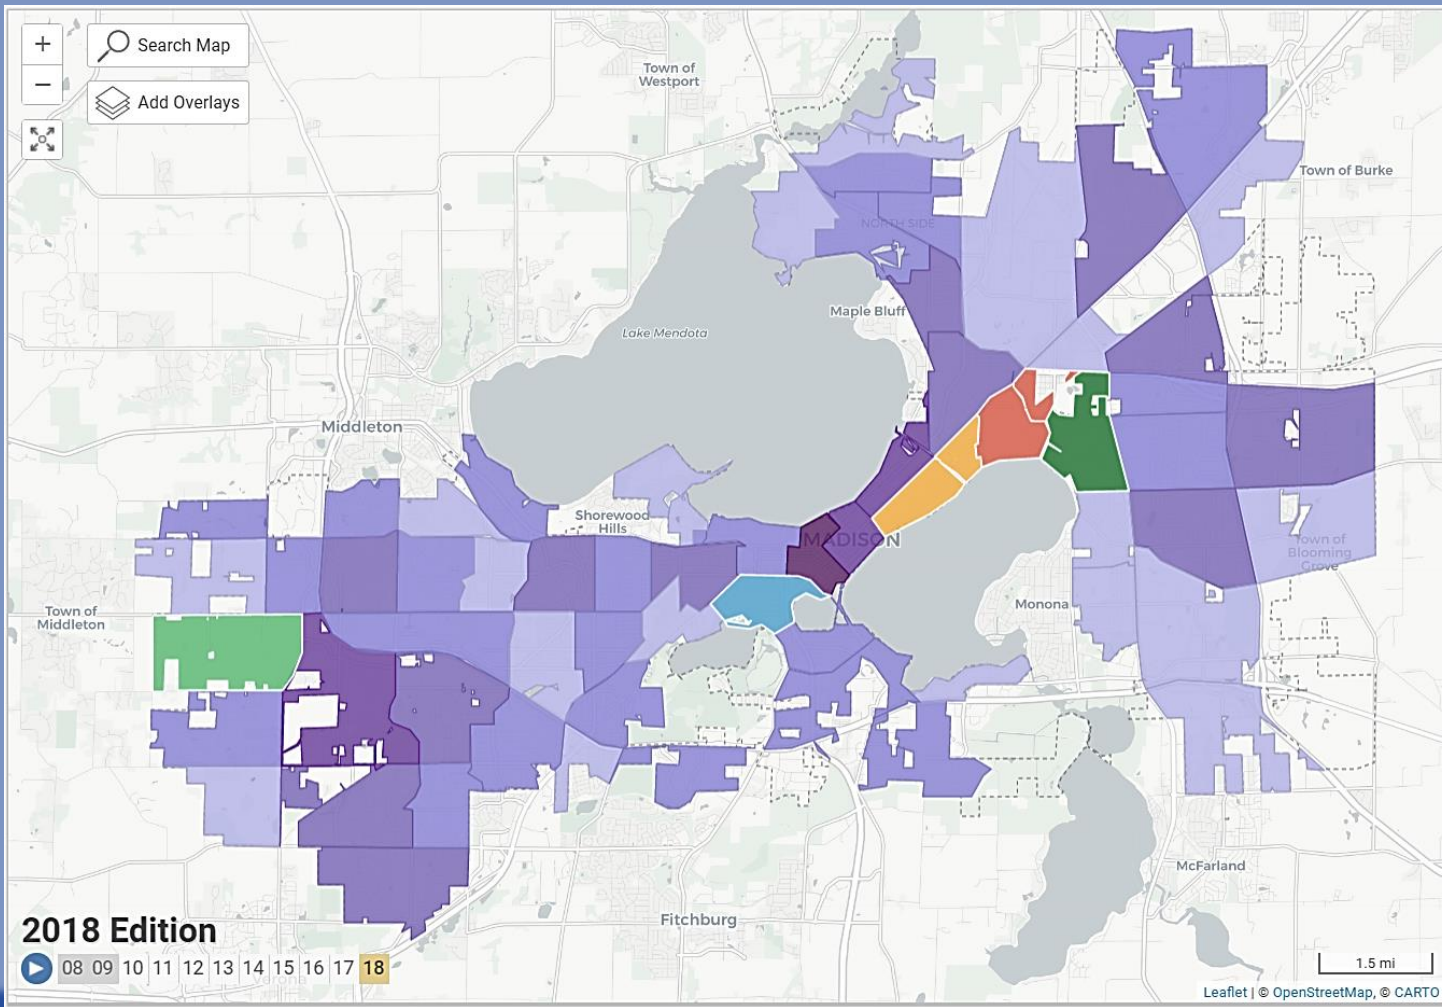 +
Search Map
−
Add Overlays
Town of
Westport
Town of Burke
NORTH SIDE
Maple Bluff
Lake Mendota
Middleton
Shorewood
Hills
MADISON
Town of
Blooming
Grove
Town of
Middleton
Monona
McFarland
Fitchburg
2018 Edition
08 09 10 11 12 13 14 15 16 17 18
Verona
1.5 mi
Leaflet | © OpenStreetMap, © CARTO